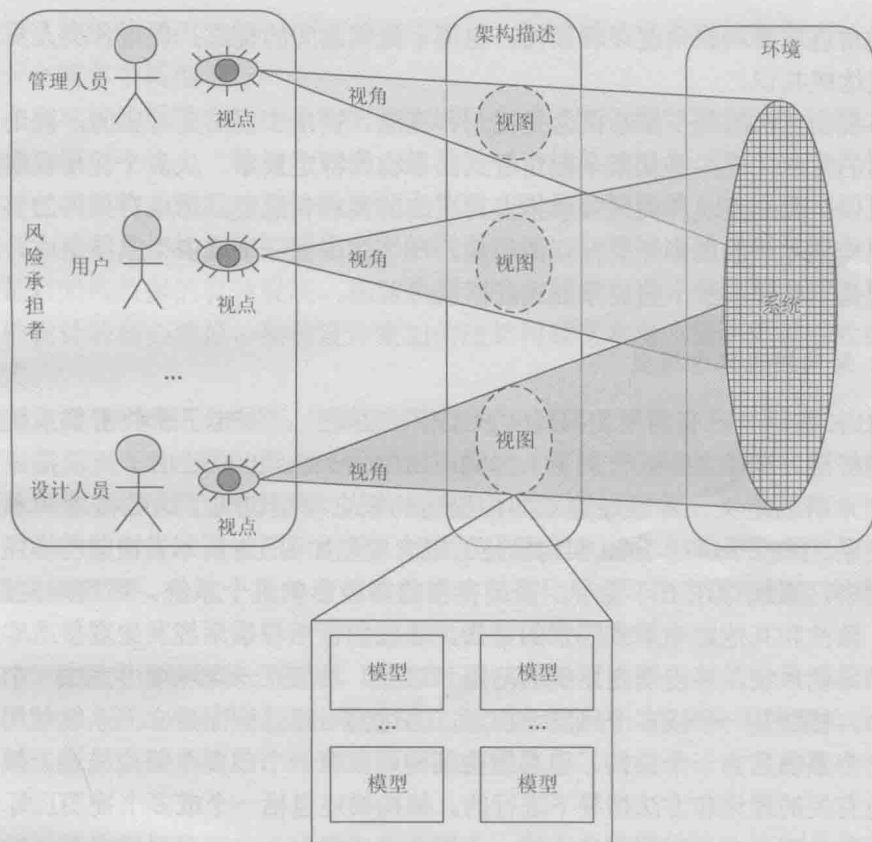 架构描述
环境
管理人员
视点
视角
视图
风险承担者
用户
视点
视角
视图
系统
...
设计人员
视点
视角
视图
模型
模型
...
...
模型
模型